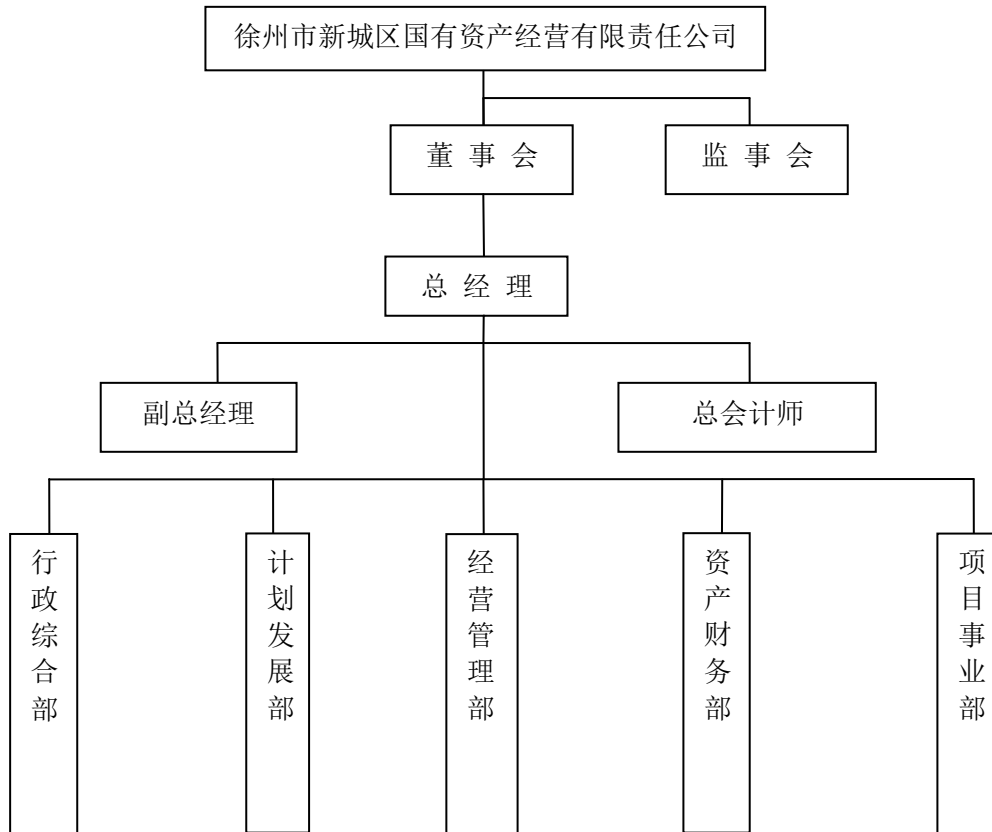 徐州市新城区国有资产经营有限责任公司
董 事 会
监 事 会
总 经 理
副总经理
总会计师
行政综合部
计划发展部
经营管理部
资产财务部
项目事业部